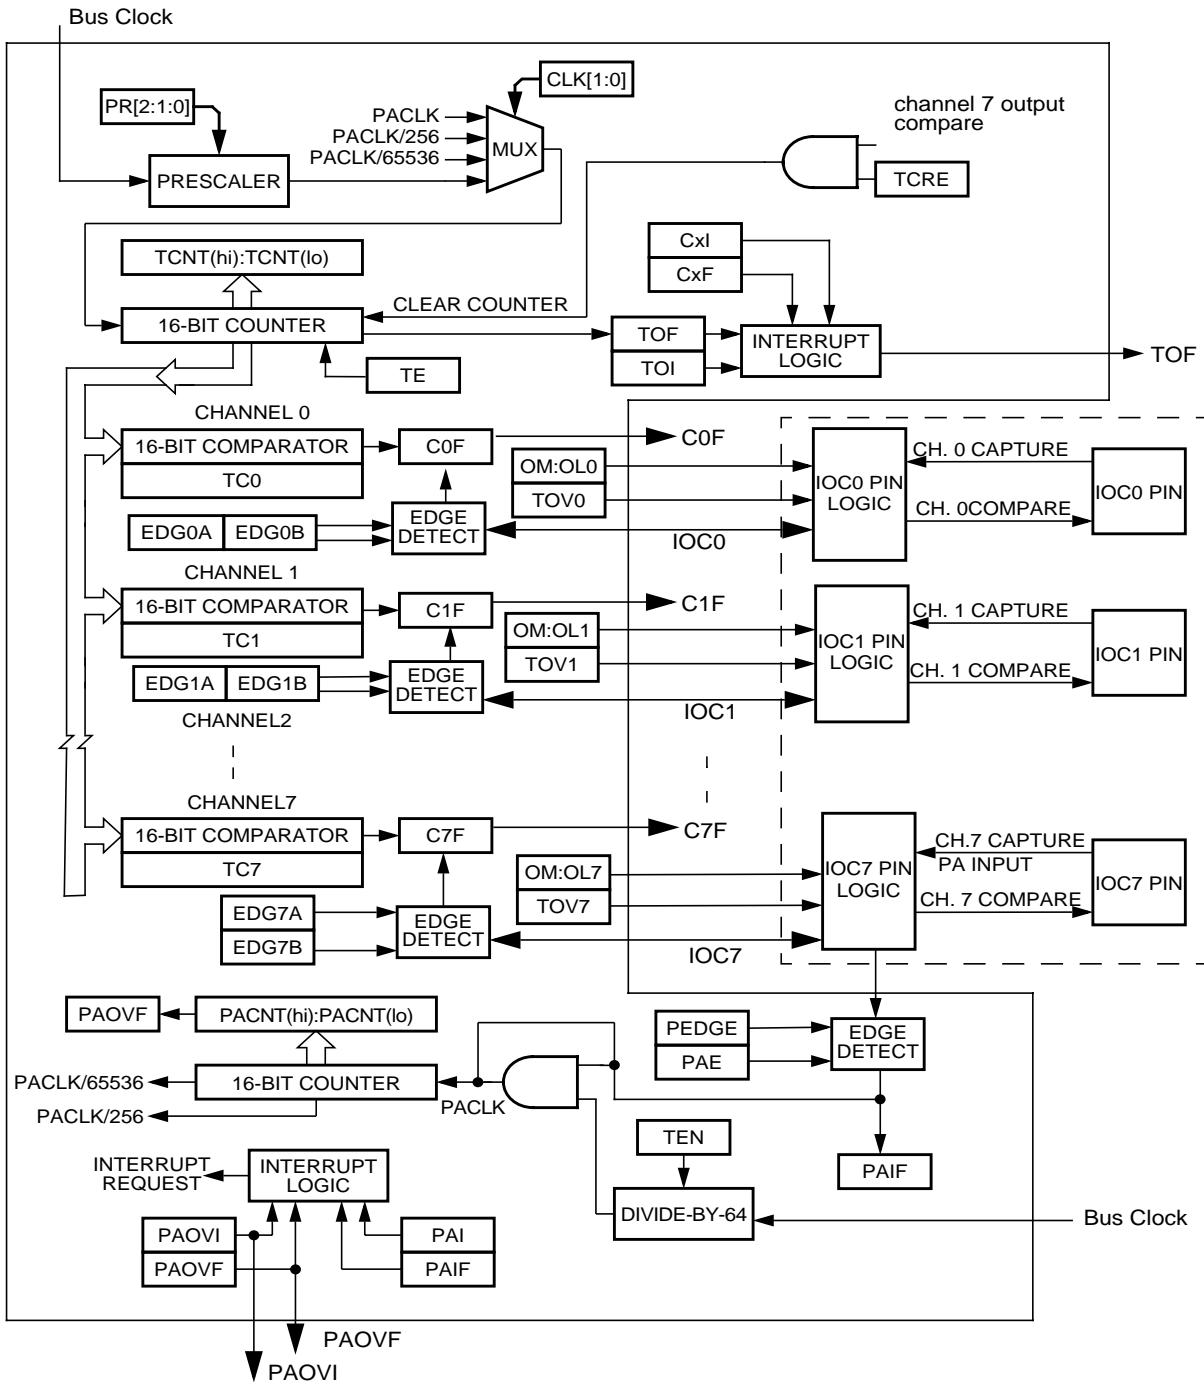 Bus Clock
PR[2:1:0]
CLK[1:0]
channel 7 output
compare
PACLK
PACLK/256
PACLK/65536
MUX
PRESCALER
TCRE
CxI
CxF
TCNT(hi):TCNT(lo)
CLEAR COUNTER
16-BIT COUNTER
TOF
TOI
INTERRUPT
LOGIC
TOF
TE
CHANNEL 0
16-BIT COMPARATOR
TC0
C0F
C0F
OM:OL0
TOV0
IOC0 PIN
LOGIC
CH. 0 CAPTURE
CH. 0COMPARE
IOC0 PIN
EDG0A
EDG0B
EDGE
DETECT
IOC0
CHANNEL 1
16-BIT COMPARATOR
TC1
C1F
C1F
OM:OL1
TOV1
IOC1 PIN
LOGIC
CH. 1 CAPTURE
CH. 1 COMPARE
IOC1 PIN
EDG1A
EDG1B
EDGE
DETECT
IOC1
CHANNEL2
CHANNEL7
16-BIT COMPARATOR
TC7
C7F
C7F
OM:OL7
TOV7
IOC7 PIN
LOGIC
CH.7 CAPTURE
PA INPUT
CH. 7 COMPARE
IOC7 PIN
EDG7A
EDG7B
EDGE
DETECT
IOC7
PAOVF
PACNT(hi):PACNT(lo)
PEDGE
PAE
EDGE
DETECT
PACLK/65536
16-BIT COUNTER
PACLK
PACLK/256
TEN
PAIF
INTERRUPT
REQUEST
INTERRUPT
LOGIC
DIVIDE-BY-64
Bus Clock
PAOVI
PAOVF
PAI
PAIF
PAOVF
PAOVI